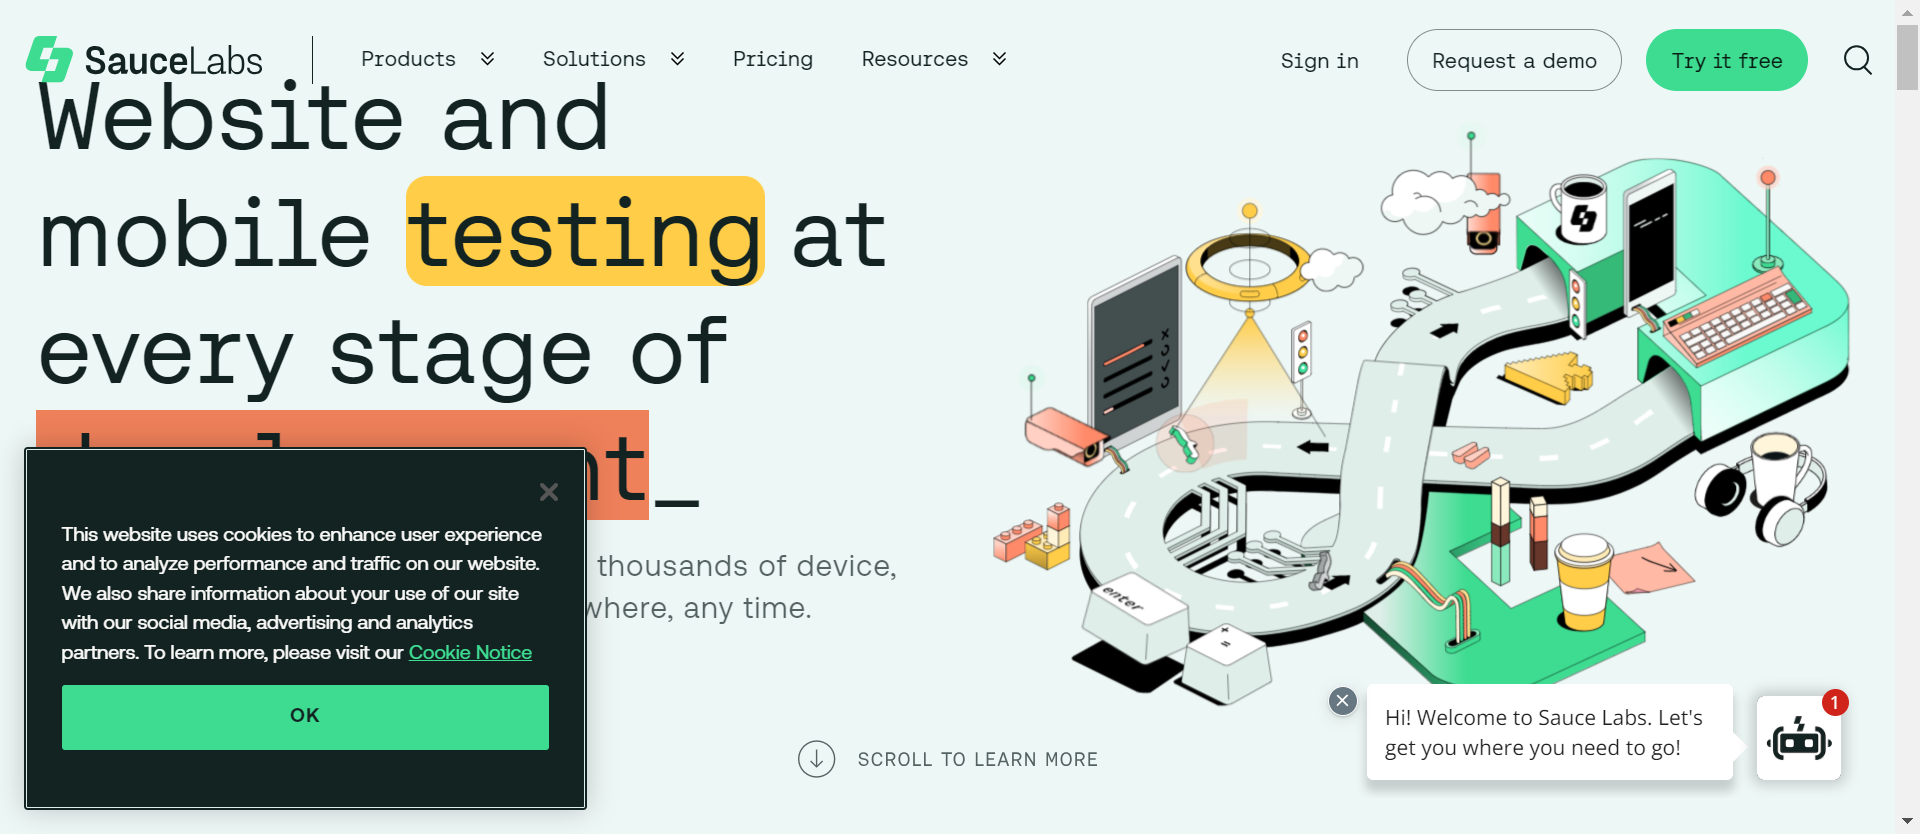 SauceLabs
Products
Solutions
Pricing
Resources
Sign in
Request a demo
Try it free
Website and
mobile testing at
every stage of
thousands of device,
where, any time.
This website uses cookies to enhance user experience
and to analyze performance and traffic on our website.
We also share information about your use of our site
with our social media, advertising and analytics
partners. To learn more, please visit our Cookie Notice
OK
enter
SCROLL TO LEARN MORE
Hi! Welcome to Sauce Labs. Let's
get you where you need to go!
1